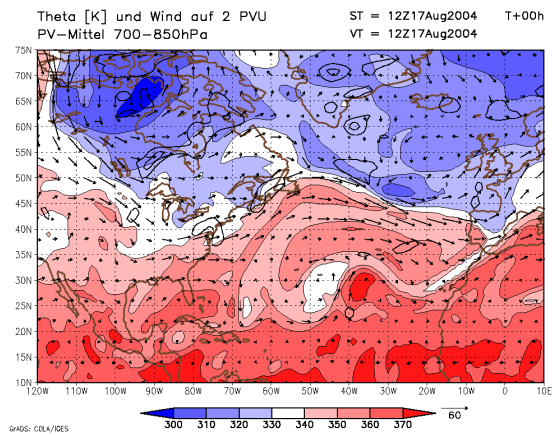 Theta [K] und Wind auf 2 PVU ST = 12Z17Aug2004 T+00h
PV-Mittel 700-850hPa VT = 12Z17Aug2004
75N
70N
65N
60N
55N
50N
45N
40N
35N
30N
25N
20N
15N
10N
120W 110W 100W 90W 80W 70W 60W 50W 40W 30W 20W 10W 0 10E
300 310 320 330 340 350 360 370 60
GrADS: COLA/IGES